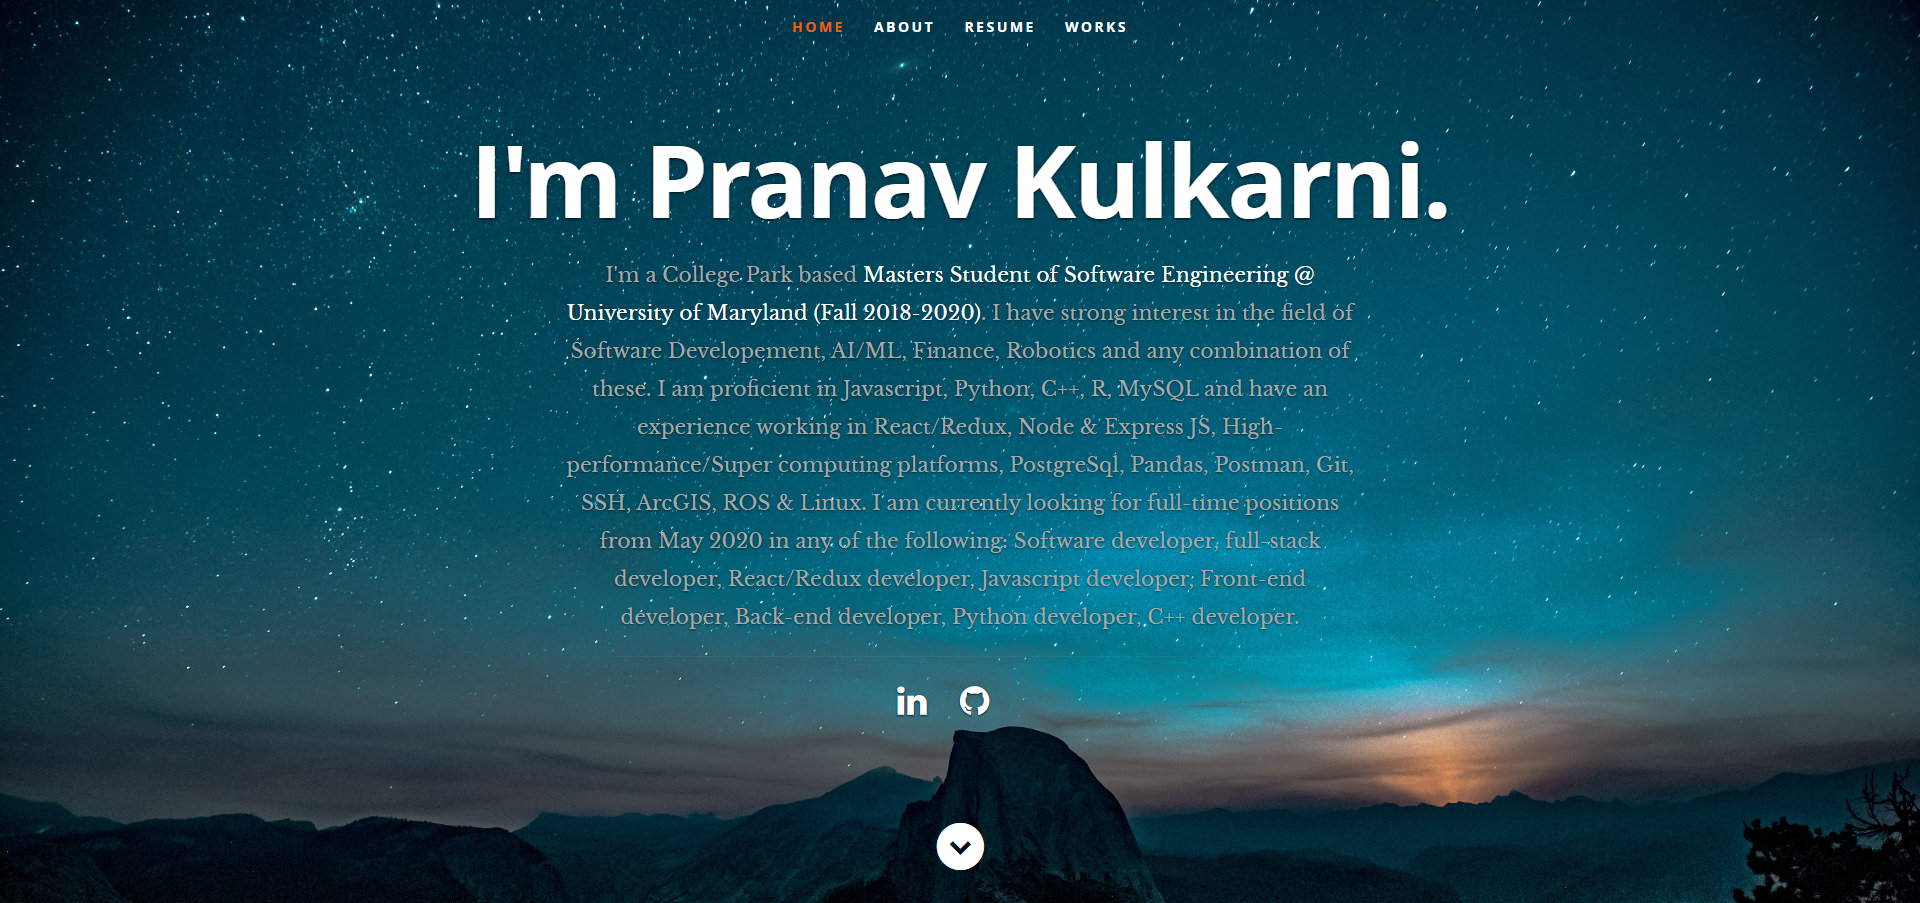 HOME ABOUT RESUME WORKS
I'm Pranav Kulkarni.
I'm a College Park based Masters Student of Software Engineering @
University of Maryland (Fall 2018-2020). I have strong interest in the field of
Software Developement, AI/ML, Finance, Robotics and any combination of
these. I am proficient in Javascript, Python, C++, R, MySQL and have an
experience working in React/Redux, Node & Express JS, High-
performance/Super computing platforms, PostgreSql, Pandas, Postman, Git,
SSH, ArcGIS, ROS & Linux. I am currently looking for full-time positions
from May 2020 in any of the following: Software developer, full-stack
developer, React/Redux developer, Javascript developer, Front-end
developer, Back-end developer, Python developer, C++ developer.
in